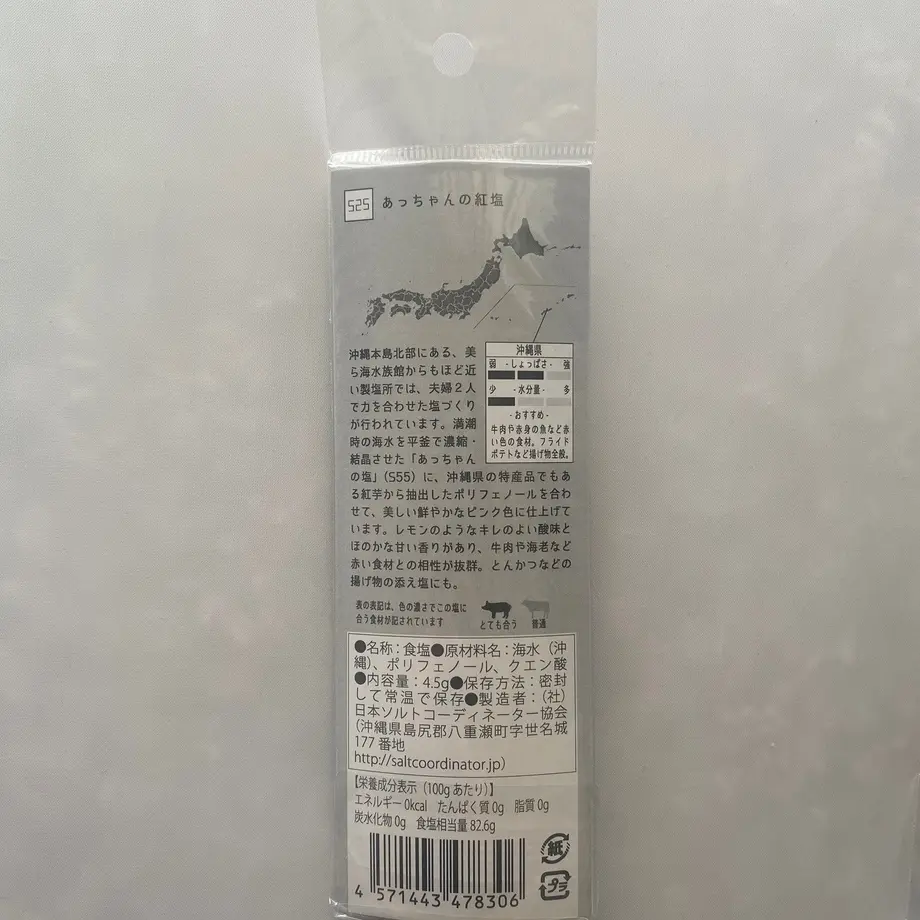 S25 あっちゃんの紅塩
沖縄本島北部にある、美
ら海水族館からもほど近
い製塩所では、夫婦2人
で力を合わせた塩づくり
が行われています。満潮
時の海水を平釜で濃縮・
結晶させた「あっちゃん
の塩」(S55) に、沖縄県の特産品でもあ
る紅芋から抽出したポリフェノールを合わ
せて、美しい鮮やかなピンク色に仕上げて
います。レモンのようなキレのよい酸味と
ほのかな甘い香りがあり、牛肉や海老など
赤い食材との相性が抜群。とんかつなどの
揚げ物の添え塩にも。
沖縄県
弱 -しょっぱさ- 強
少 -水分量- 多
-おすすめ-
牛肉や赤身の魚など赤
い色の食材。フライド
ポテトなど揚げ物全般。
表の表記は、色の濃さでこの塩に
合う食材が記されています
とても合う 普通
●名称:食塩●原材料名:海水(沖
縄)、ポリフェノール、クエン酸
●内容量:4.5g●保存方法:密封
して常温で保存●製造者:(社)
日本ソルトコーディネーター協会
(沖縄県島尻郡八重瀬町字世名城
177 番地
http://saltcoordinator.jp)
【栄養成分表示(100g あたり)】
エネルギー 0kcal たんぱく質 0g 脂質 0g
炭水化物 0g 食塩相当量 82.6g
4 571443 478306
紙
プラ